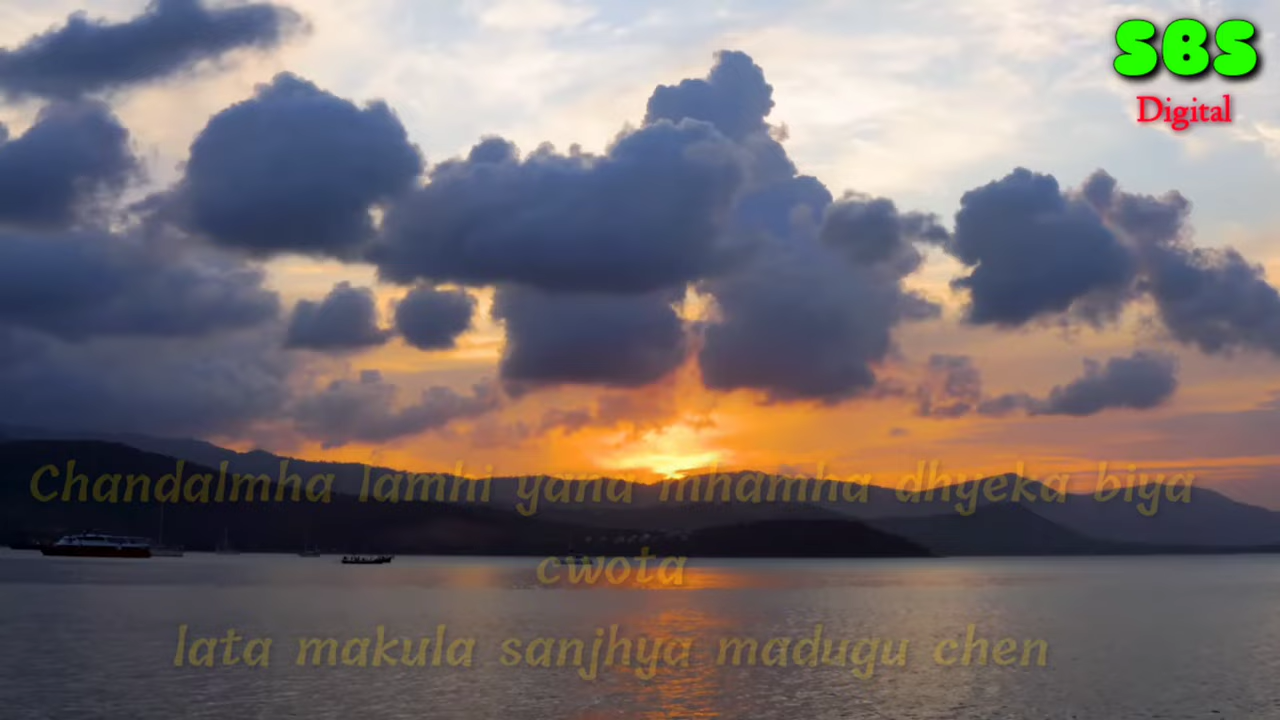 SBS
Digital
Chandalmha lamhi yana mhamha dhyeka biya
cwota
lata makula sanjhya madugu chen